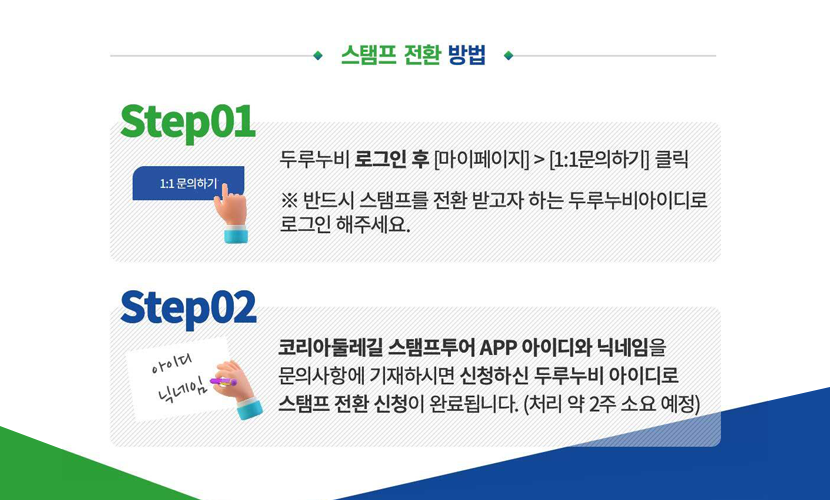 스탬프 전환 방법
Step01
1:1 문의하기
두루누비 로그인 후 [마이페이지] > [1:1문의하기] 클릭
※ 반드시 스탬프를 전환 받고자 하는 두루누비아이디로
로그인 해주세요.
Step02
아이디
닉네임
코리아둘레길 스탬프투어 APP 아이디와 닉네임을
문의사항에 기재하시면 신청하신 두루누비 아이디로
스탬프 전환 신청이 완료됩니다. (처리 약 2주 소요 예정)